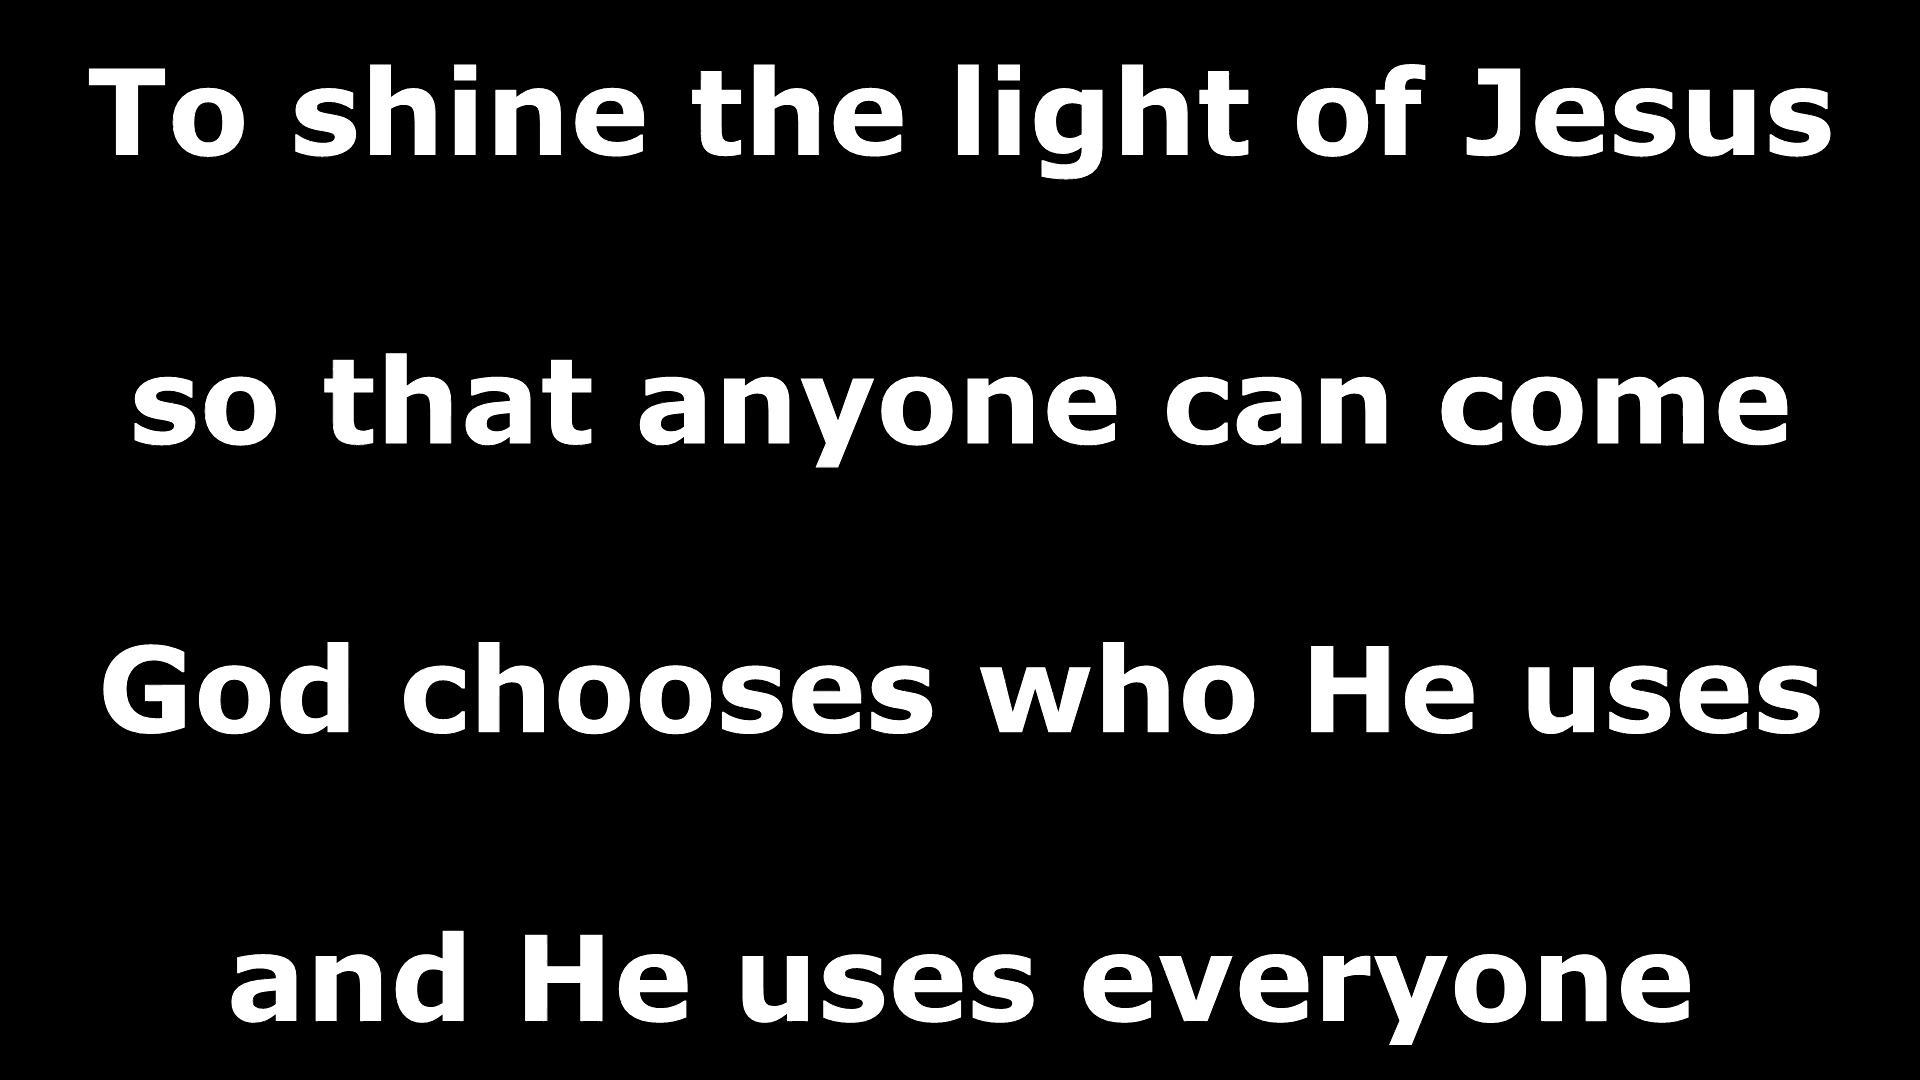 To shine the light of Jesus
so that anyone can come
God chooses who He uses
and He uses everyone